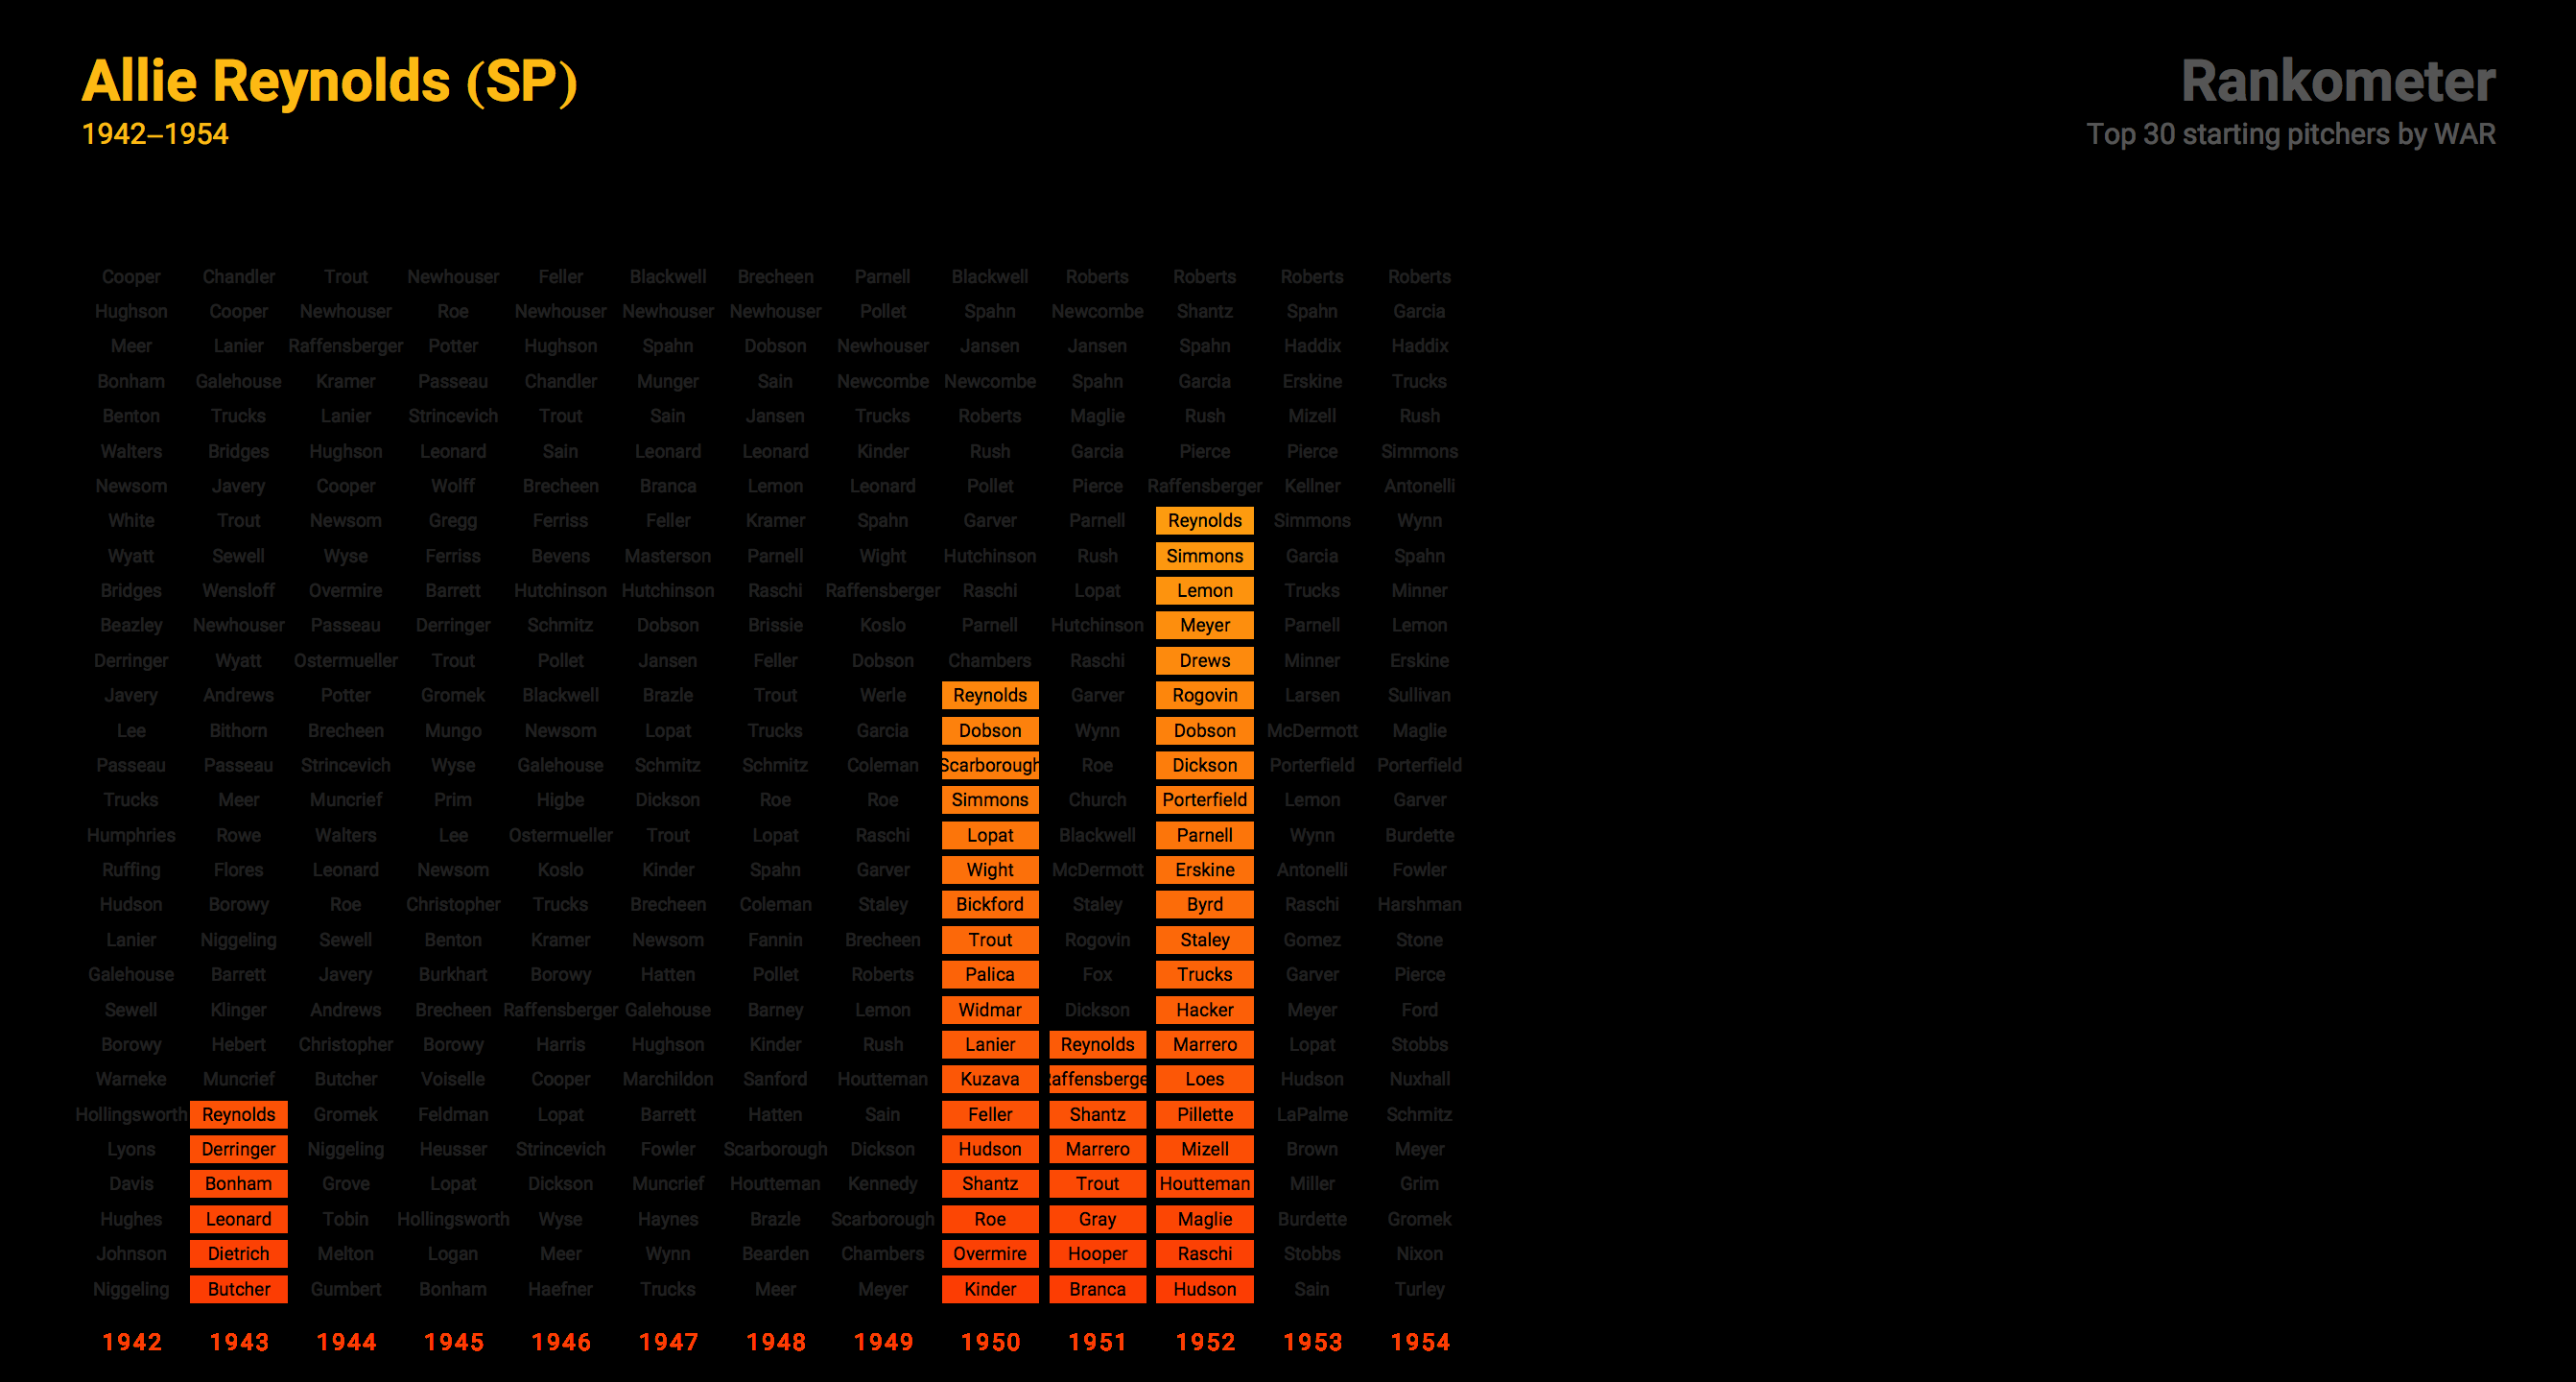 Allie Reynolds (SP)
1942–1954
Rankometer
Top 30 starting pitchers by WAR
Cooper Chandler Trout Newhouser Feller Blackwell Brecheen Parnell Blackwell Roberts Roberts Roberts Roberts
Hughson Cooper Newhouser Roe Newhouser Newhouser Newhouser Pollet Spahn Newcombe Shantz Spahn Garcia
Meer Lanier Raffensberger Potter Hughson Spahn Dobson Newhouser Jansen Jansen Spahn Haddix Haddix
Bonham Galehouse Kramer Passeau Chandler Munger Sain Newcombe Newcombe Spahn Garcia Erskine Trucks
Benton Trucks Lanier Strincevich Trout Sain Jansen Trucks Roberts Maglie Rush Mizell Rush
Walters Bridges Hughson Leonard Sain Leonard Leonard Kinder Rush Garcia Pierce Pierce Simmons
Newsom Javery Cooper Wolff Brecheen Branca Lemon Leonard Pollet Pierce Raffensberger Kellner Antonelli
White Trout Newsom Gregg Ferriss Feller Kramer Spahn Garver Parnell Reynolds Simmons Wynn
Wyatt Sewell Wyse Ferriss Bevens Masterson Parnell Wight Hutchinson Rush Simmons Garcia Spahn
Bridges Wensloff Overmire Barrett Hutchinson Hutchinson Raschi Raffensberger Raschi Lopat Lemon Trucks Minner
Beazley Newhouser Passeau Derringer Schmitz Dobson Brissie Koslo Parnell Hutchinson Meyer Parnell Lemon
Derringer Wyatt Ostermueller Trout Pollet Jansen Feller Dobson Chambers Raschi Drews Minner Erskine
Javery Andrews Potter Gromek Blackwell Brazle Trout Werle Reynolds Garver Rogovin Larsen Sullivan
Lee Bithorn Brecheen Mungo Newsom Lopat Trucks Garcia Dobson Wynn Dobson McDermott Maglie
Passeau Passeau Strincevich Wyse Galehouse Schmitz Schmitz Coleman Scarborough Roe Dickson Porterfield Porterfield
Trucks Meer Muncrief Prim Higbe Dickson Roe Roe Simmons Church Porterfield Lemon Garver
Humphries Rowe Walters Lee Ostermueller Trout Lopat Raschi Lopat Blackwell Parnell Wynn Burdette
Ruffing Flores Leonard Newsom Koslo Kinder Spahn Garver Wight McDermott Erskine Antonelli Fowler
Hudson Borowy Roe Christopher Trucks Brecheen Coleman Staley Bickford Staley Byrd Raschi Harshman
Lanier Niggeling Sewell Benton Kramer Newsom Fannin Brecheen Trout Rogovin Staley Gomez Stone
Galehouse Barrett Javery Burkhart Borowy Hatten Pollet Roberts Palica Fox Trucks Garver Pierce
Sewell Klinger Andrews Brecheen Raffensberger Galehouse Barney Lemon Widmar Dickson Hacker Meyer Ford
Borowy Hebert Christopher Borowy Harris Hughson Kinder Rush Lanier Reynolds Marrero Lopat Stobbs
Warneke Muncrief Butcher Voiselle Cooper Marchildon Sanford Houtteman Kuzava affensberge Loes Hudson Nuxhall
Hollingsworth Reynolds Gromek Feldman Lopat Barrett Hatten Sain Feller Shantz Pillette LaPalme Schmitz
Lyons Derringer Niggeling Heusser Strincevich Fowler Scarborough Dickson Hudson Marrero Mizell Brown Meyer
Davis Bonham Grove Lopat Dickson Muncrief Houtteman Kennedy Shantz Trout Houtteman Miller Grim
Hughes Leonard Tobin Hollingsworth Wyse Haynes Brazle Scarborough Roe Gray Maglie Burdette Gromek
Johnson Dietrich Melton Logan Meer Wynn Bearden Chambers Overmire Hooper Raschi Stobbs Nixon
Niggeling Butcher Gumbert Bonham Haefner Trucks Meer Meyer Kinder Branca Hudson Sain Turley
1942 1943 1944 1945 1946 1947 1948 1949 1950 1951 1952 1953 1954